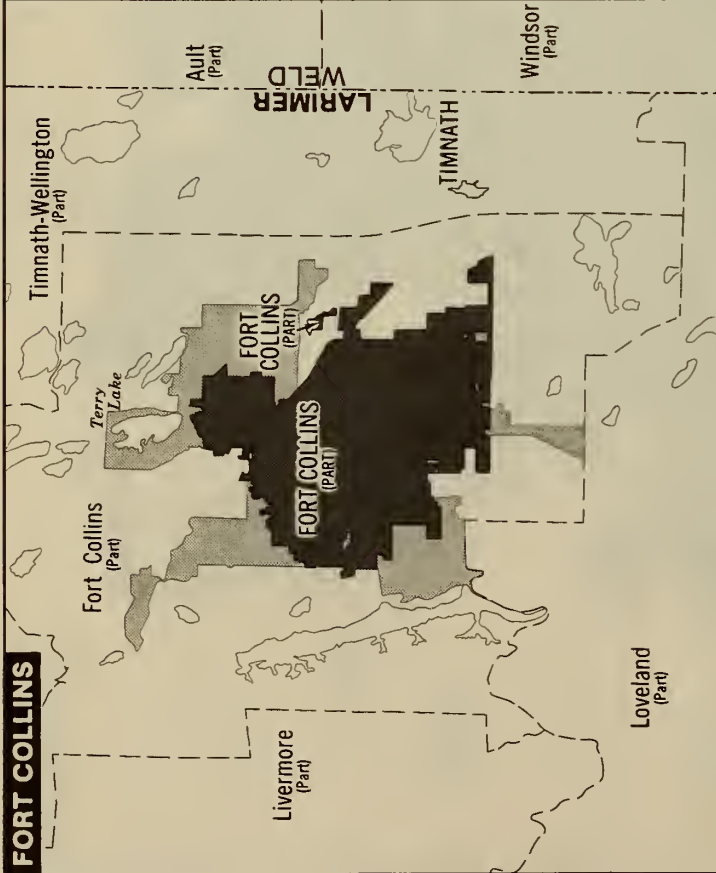 FORT COLLINS
Timnath-Wellington
(Part)
Ault
(Part)
Terry
Lake
Fort Collins
(Part)
FORT
COLLINS
(PART)
LARIMER
WELD
FORT COLLINS
(PART)
TIMNATH
Windsor
(Part)
Livermore
(Part)
Loveland
(Part)